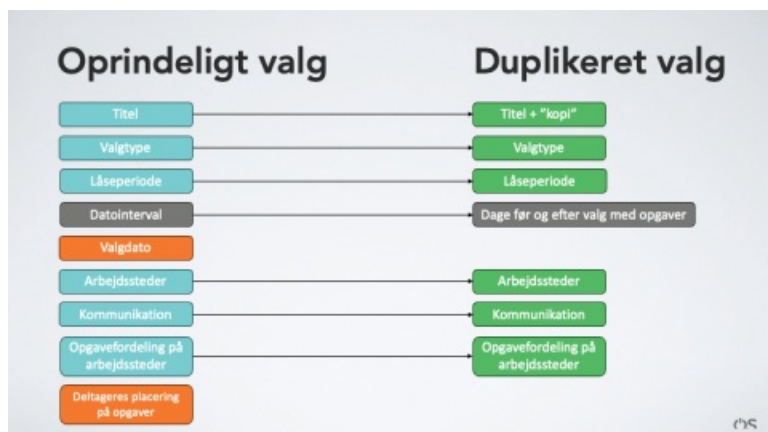 Oprindeligt valg
Duplikeret valg
Titel
Titel + "kopi"
Valgtype
Valgtype
Låseperiode
Låseperiode
Datointerval
Dage før og efter valg med opgaver
Valgdato
Arbejdssteder
Arbejdssteder
Kommunikation
Kommunikation
Opgavefordeling på
arbejdssteder
Opgavefordeling på
arbejdssteder
Deltageres placering
på opgaver